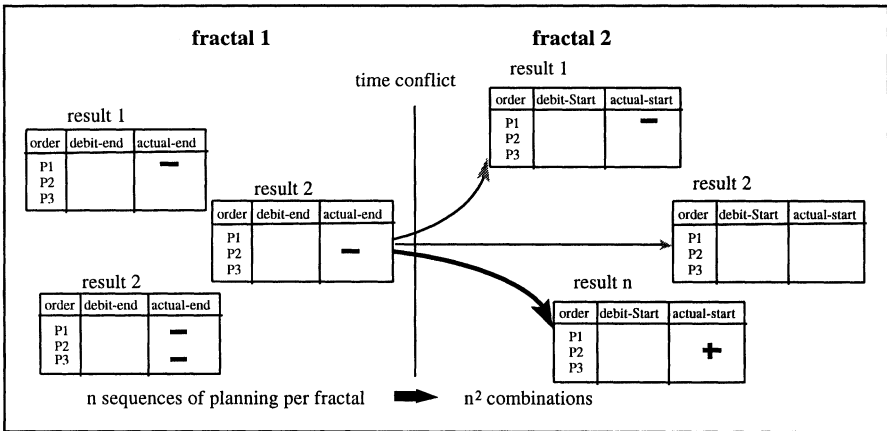 fractal 1
fractal 2
time conflict
result 1
order debit-end actual-end
P1 –
P2
P3
result 2
order debit-end actual-end
P1
P2 –
P3
result 2
order debit-end actual-end
P1 –
P2
P3 –
result 1
order debit-Start actual-start
P1 –
P2
P3
result 2
order debit-Start actual-start
P1
P2
P3
result n
order debit-Start actual-start
P1
P2 +
P3
n sequences of planning per fractal n² combinations